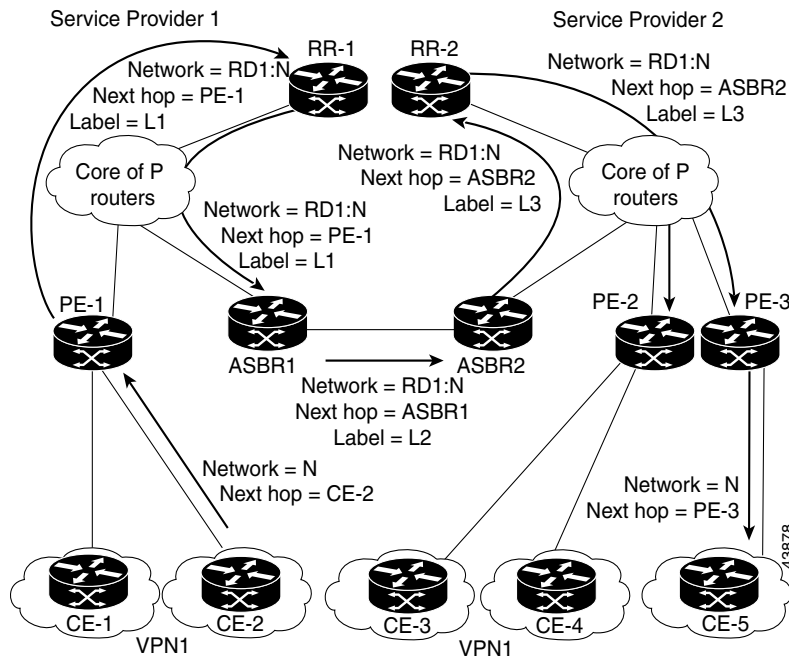 Service Provider 1
Service Provider 2
RR-1
RR-2
Network = RD1:N
Next hop = PE-1
Label = L1
Network = RD1:N
Next hop = ASBR2
Label = L3
Core of P
routers
Network = RD1:N
Next hop = ASBR2
Label = L3
Core of P
routers
Network = RD1:N
Next hop = PE-1
Label = L1
PE-1
PE-2
PE-3
ASBR1
ASBR2
Network = RD1:N
Next hop = ASBR1
Label = L2
Network = N
Next hop = CE-2
Network = N
Next hop = PE-3
CE-1
CE-2
CE-3
CE-4
CE-5
VPN1
VPN1
43878